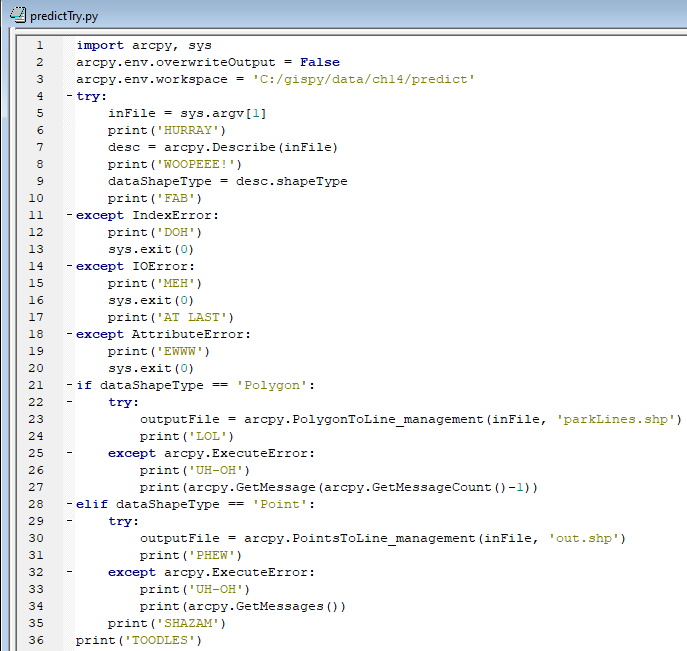 predictTry.py
1 import arcpy, sys
2 arcpy.env.overwriteOutput = False
3 arcpy.env.workspace = 'C:/gispy/data/ch14/predict'
4 -try:
5     inFile = sys.argv[1]
6     print('HURRAY')
7     desc = arcpy.Describe(inFile)
8     print('WOOPEEE!')
9     dataShapeType = desc.shapeType
10     print('FAB')
11 -except IndexError:
12     print('DOH')
13     sys.exit(0)
14 -except IOError:
15     print('MEH')
16     sys.exit(0)
17     print('AT LAST')
18 -except AttributeError:
19     print('EWWW')
20     sys.exit(0)
21 -if dataShapeType == 'Polygon':
22 -    try:
23         outputFile = arcpy.PolygonToLine_management(inFile, 'parkLines.shp')
24         print('LOL')
25 -    except arcpy.ExecuteError:
26         print('UH-OH')
27         print(arcpy.GetMessage(arcpy.GetMessageCount()-1))
28 -elif dataShapeType == 'Point':
29 -    try:
30         outputFile = arcpy.PointsToLine_management(inFile, 'out.shp')
31         print('PHEW')
32 -    except arcpy.ExecuteError:
33         print('UH-OH')
34         print(arcpy.GetMessages())
35     print('SHAZAM')
36 print('TOODLES')